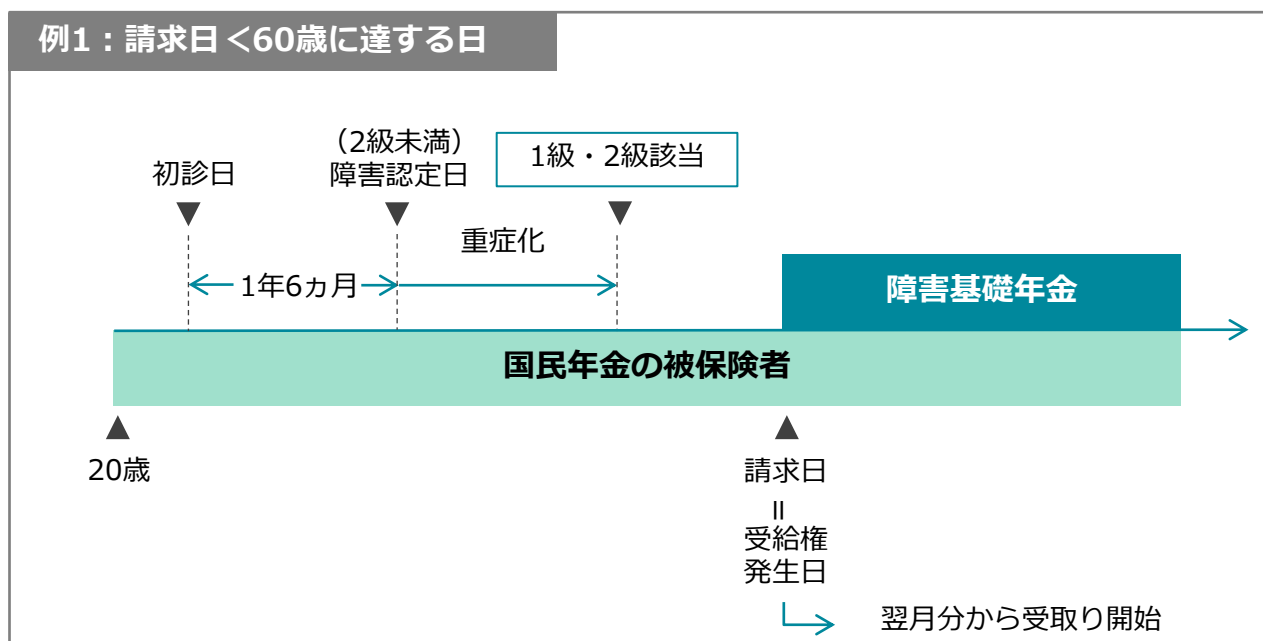 例1：請求日＜60歳に達する日
（2級未満）
初診日
障害認定日
1級・2級該当
重症化
1年6ヵ月
障害基礎年金
国民年金の被保険者
20歳
請求日
＝
受給権
発生日
翌月分から受取り開始